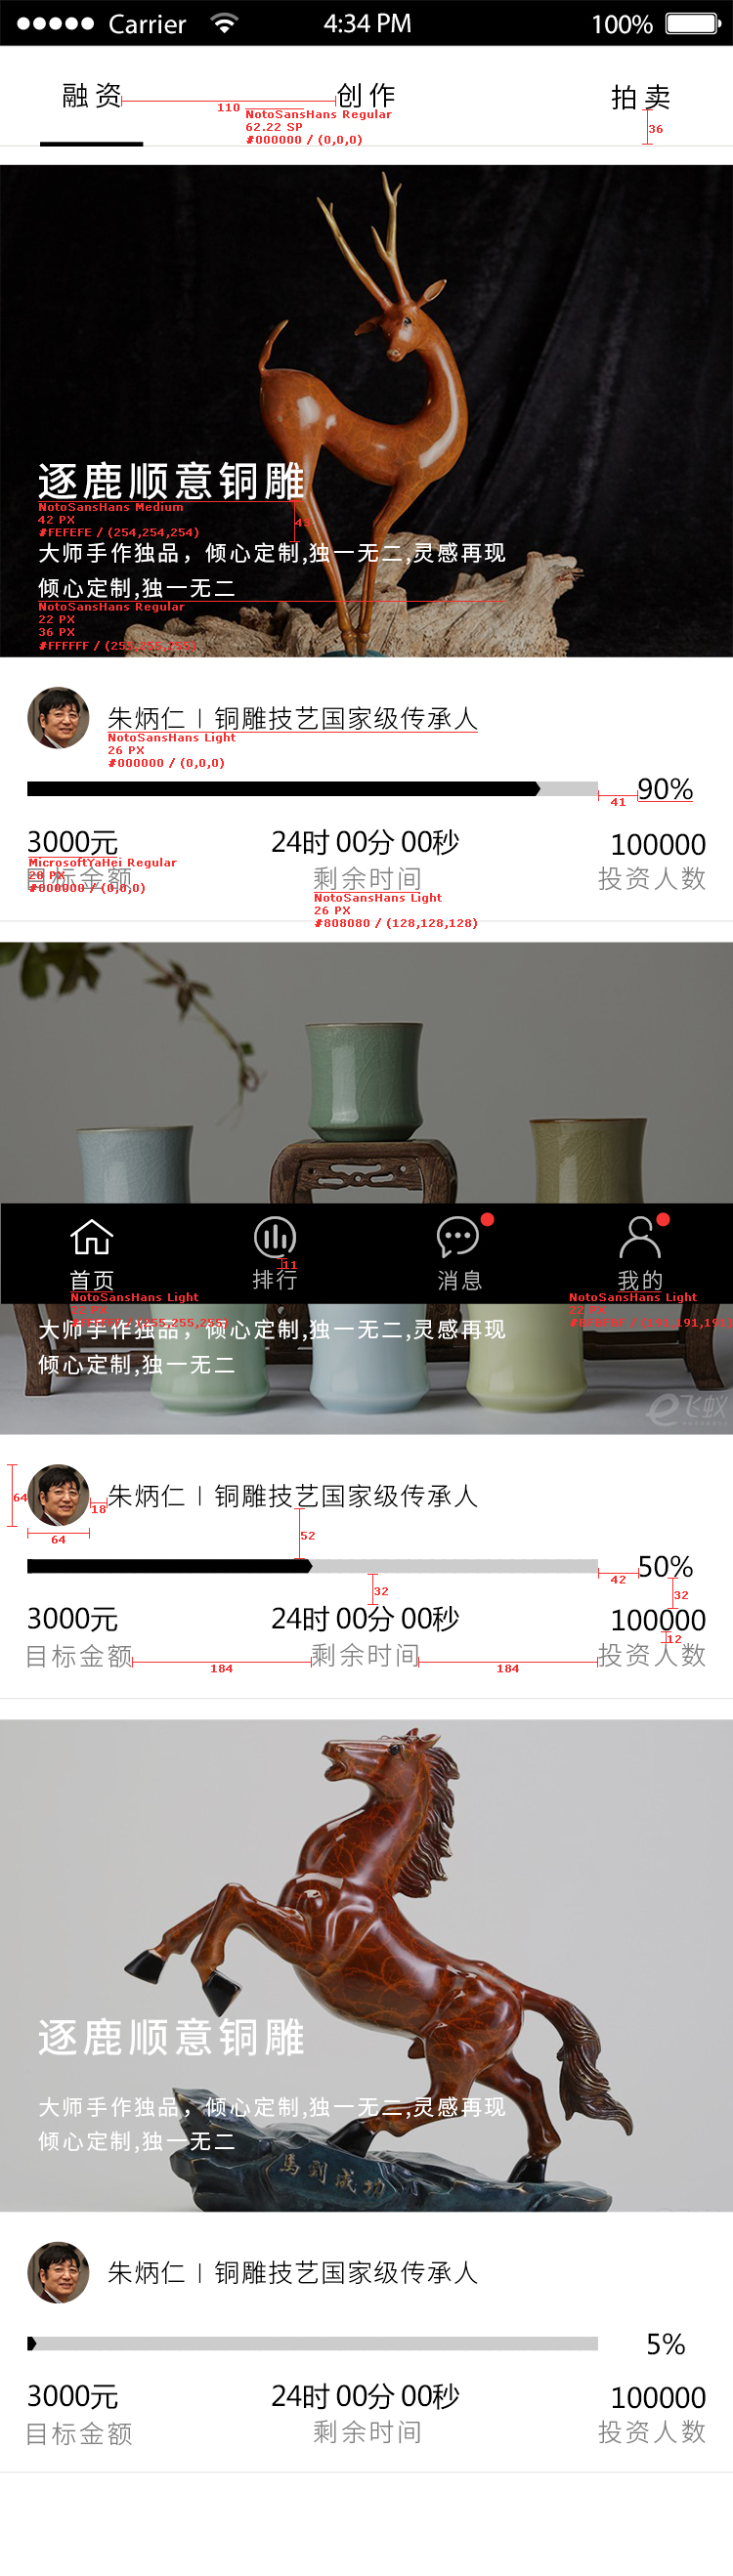 Carrier 4:34 PM 100%
融资 创作 拍卖
110
NotoSansHans Regular
62.22 SP
#000000 / (0,0,0)
36
逐鹿顺意铜雕
NotoSansHans Medium
42 PX
#FEFEFE / (254,254,254)
43
大师手作独品，倾心定制,独一无二,灵感再现
倾心定制,独一无二
NotoSansHans Regular
22 PX
36 PX
#FFFFFF / (255,255,255)
朱炳仁 | 铜雕技艺国家级传承人
NotoSansHans Light
26 PX
#000000 / (0,0,0)
90%
41
3000元 24时 00分 00秒 100000
MicrosoftYaHei Regular
28 PX
#000000 / (0,0,0)
目标金额 剩余时间 投资人数
NotoSansHans Light
26 PX
#808080 / (128,128,128)
11
首页 排行 消息 我的
NotoSansHans Light
22 PX
#FFFFFF / (255,255,255)
NotoSansHans Light
22 PX
#BFBFBF / (191,191,191)
大师手作独品，倾心定制,独一无二,灵感再现
倾心定制,独一无二
e飞蚁
朱炳仁 | 铜雕技艺国家级传承人
64
18
64
52
50%
42
32
32
3000元 24时 00分 00秒 100000
12
目标金额 剩余时间 投资人数
184 184
逐鹿顺意铜雕
大师手作独品，倾心定制,独一无二,灵感再现
倾心定制,独一无二
馬到成功
朱炳仁 | 铜雕技艺国家级传承人
5%
3000元 24时 00分 00秒 100000
目标金额 剩余时间 投资人数